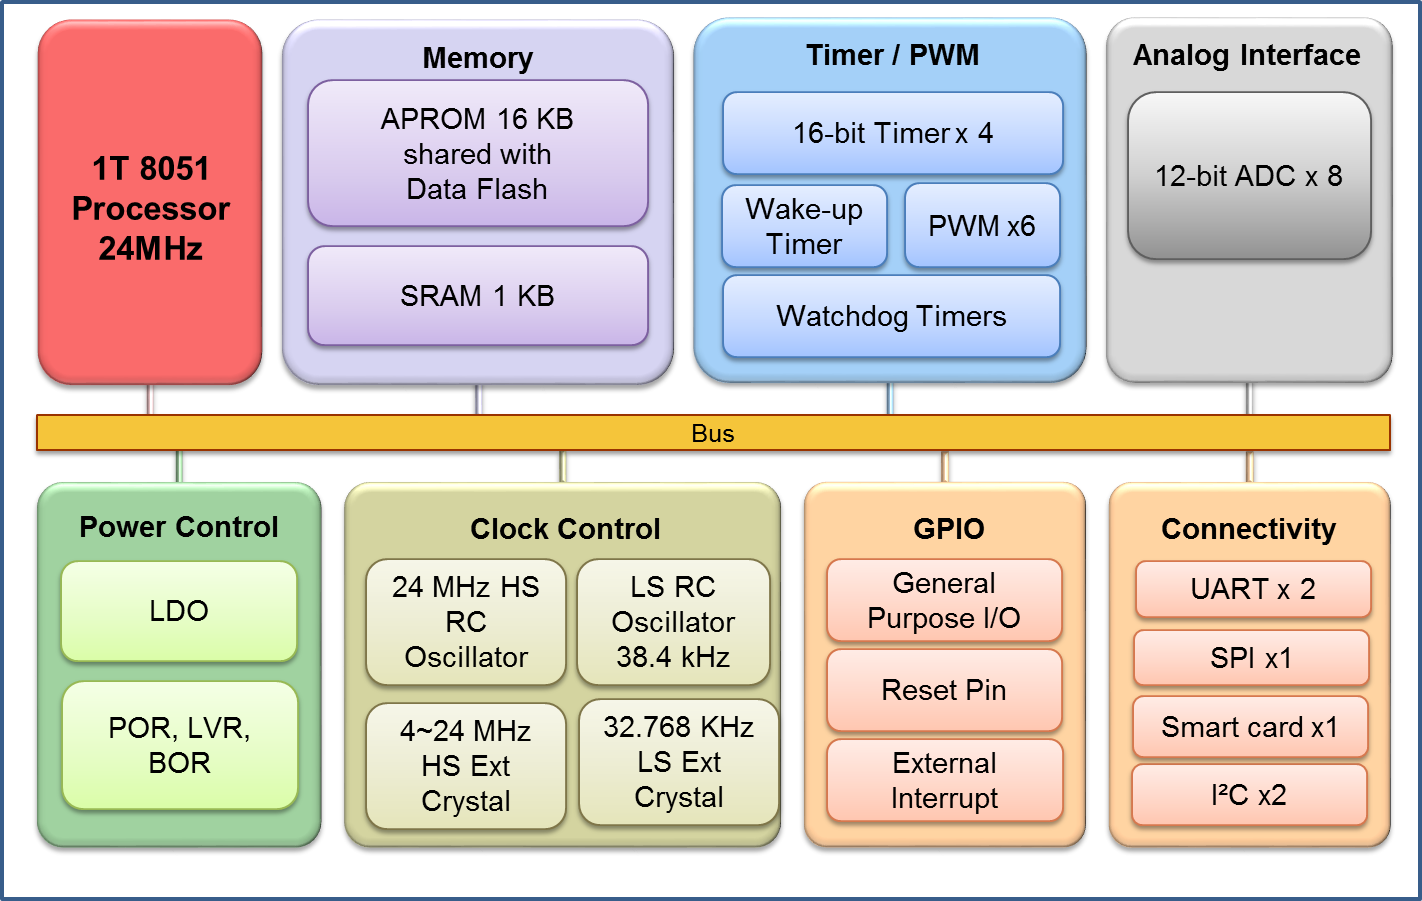 1T 8051
Processor
24MHz
Memory
APROM 16 KB
shared with
Data Flash
SRAM 1 KB
Timer / PWM
16-bit Timer x 4
Wake-up
Timer
PWM x6
Watchdog Timers
Analog Interface
12-bit ADC x 8
Bus
Power Control
LDO
POR, LVR,
BOR
Clock Control
24 MHz HS
RC
Oscillator
LS RC
Oscillator
38.4 kHz
4~24 MHz
HS Ext
Crystal
32.768 KHz
LS Ext
Crystal
GPIO
General
Purpose I/O
Reset Pin
External
Interrupt
Connectivity
UART x 2
SPI x1
Smart card x1
I²C x2